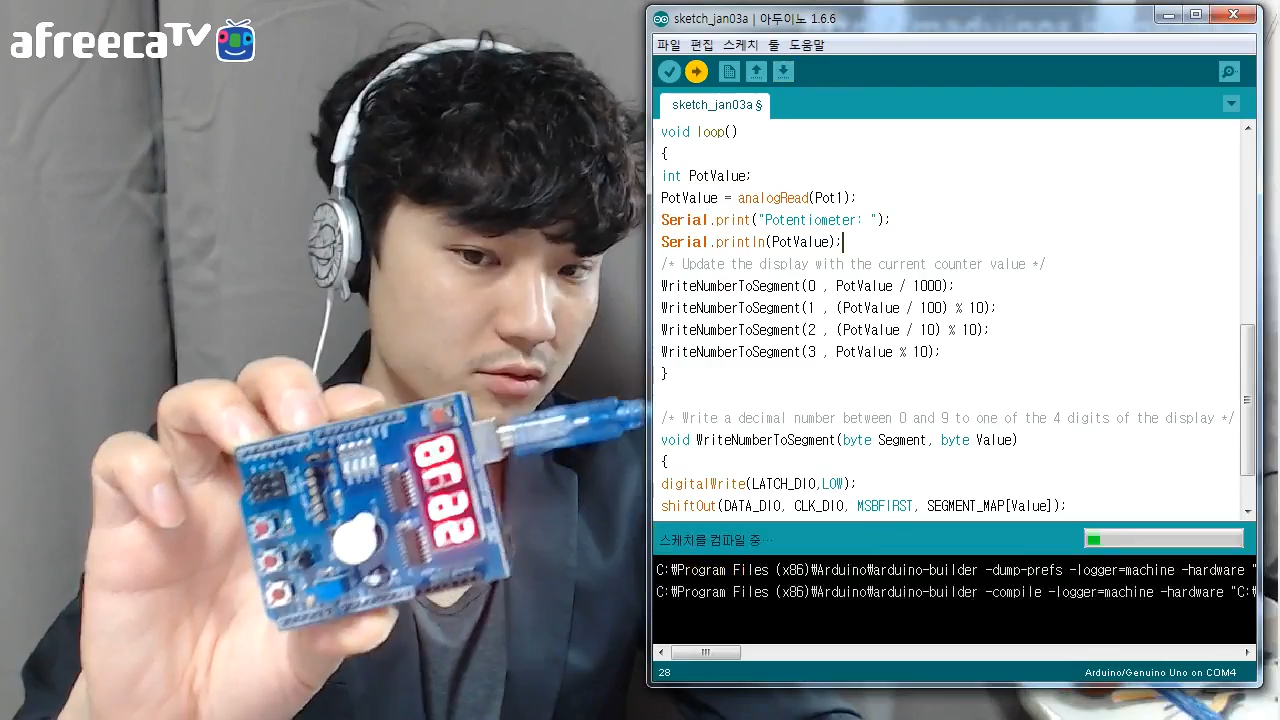 afreecaTV
sketch_jan03a | 아두이노 1.6.6
파일 편집 스케치 툴 도움말
sketch_jan03a §
void loop()
{
int PotValue;
PotValue = analogRead(Pot1);
Serial.print("Potentiometer: ");
Serial.println(PotValue);
/* Update the display with the current counter value */
WriteNumberToSegment(0 , PotValue / 1000);
WriteNumberToSegment(1 , (PotValue / 100) % 10);
WriteNumberToSegment(2 , (PotValue / 10) % 10);
WriteNumberToSegment(3 , PotValue % 10);
}
/* Write a decimal number between 0 and 9 to one of the 4 digits of the display */
void WriteNumberToSegment(byte Segment, byte Value)
{
digitalWrite(LATCH_DIO,LOW);
shiftOut(DATA_DIO, CLK_DIO, MSBFIRST, SEGMENT_MAP[Value]);
스케치를 컴파일 중…
C:₩Program Files (x86)₩Arduino₩arduino-builder -dump-prefs -logger=machine -hardware "
C:₩Program Files (x86)₩Arduino₩arduino-builder -compile -logger=machine -hardware "C:₩
28
Arduino/Genuino Uno on COM4